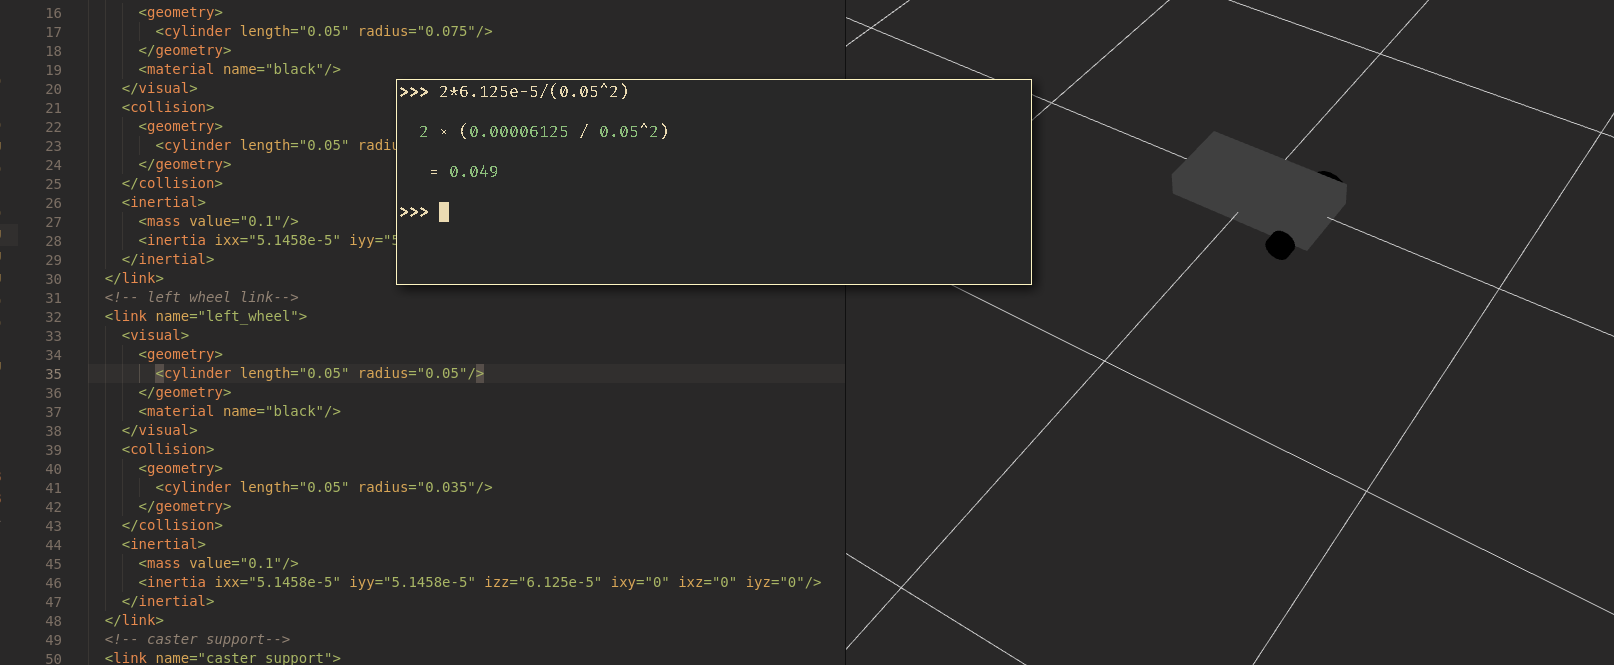 16 <geometry>
17 <cylinder length="0.05" radius="0.075"/>
18 </geometry>
19 <material name="black"/>
20 </visual>
21 <collision>
22 <geometry>
23 <cylinder length="0.05" radiu
24 </geometry>
25 </collision>
26 <inertial>
27 <mass value="0.1"/>
28 <inertia ixx="5.1458e-5" iyy="5
29 </inertial>
30 </link>
31 <!-- left wheel link-->
32 <link name="left_wheel">
33 <visual>
34 <geometry>
35 <cylinder length="0.05" radius="0.05"/>
36 </geometry>
37 <material name="black"/>
38 </visual>
39 <collision>
40 <geometry>
41 <cylinder length="0.05" radius="0.035"/>
42 </geometry>
43 </collision>
44 <inertial>
45 <mass value="0.1"/>
46 <inertia ixx="5.1458e-5" iyy="5.1458e-5" izz="6.125e-5" ixy="0" ixz="0" iyz="0"/>
47 </inertial>
48 </link>
49 <!-- caster support-->
50 <link name="caster_support">
>>> 2*6.125e-5/(0.05^2)
2 × (0.00006125 / 0.05^2)
= 0.049
>>>